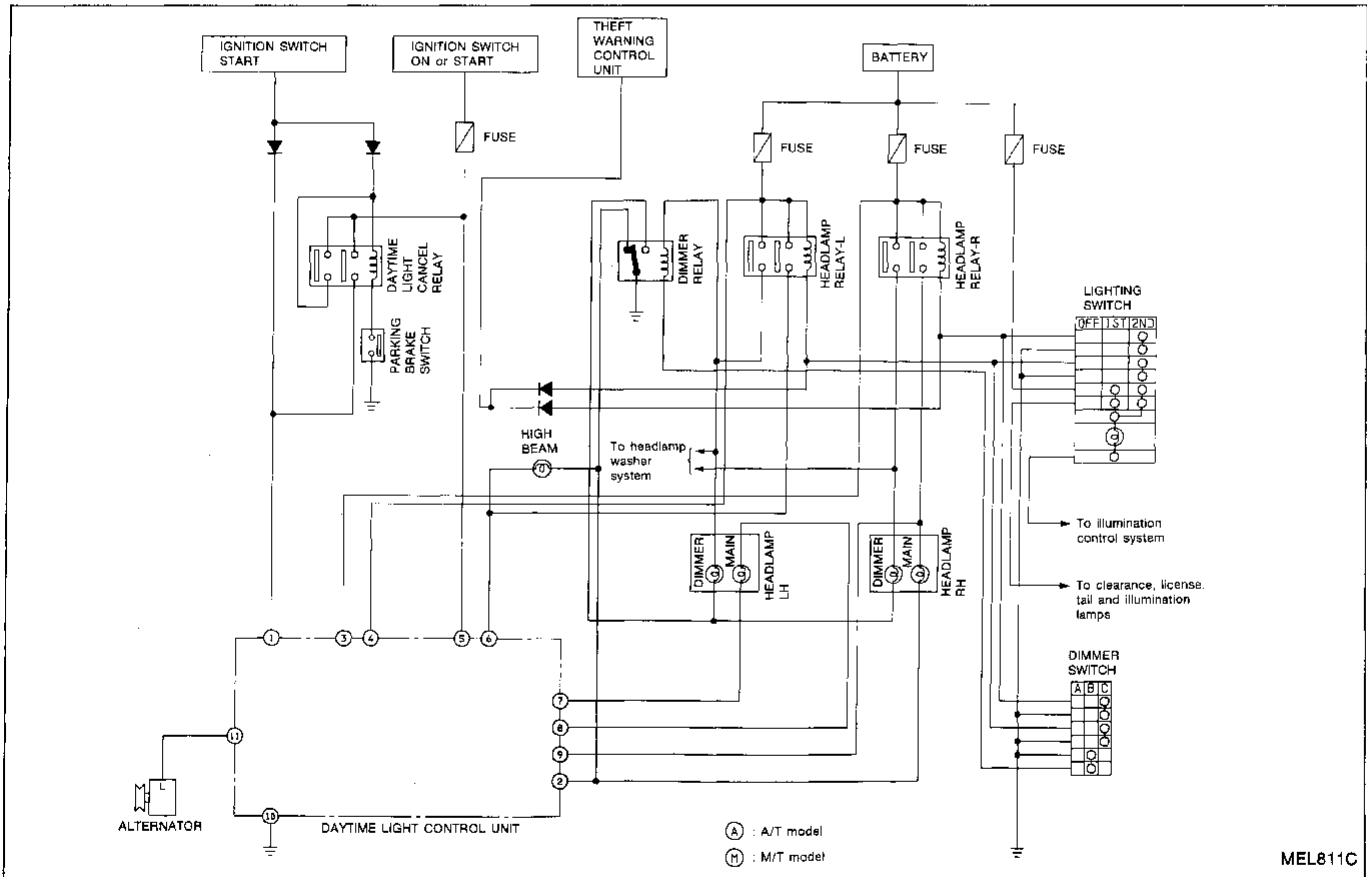 IGNITION SWITCH
START
IGNITION SWITCH
ON or START
THEFT
WARNING
CONTROL
UNIT
BATTERY
FUSE
FUSE
FUSE
FUSE
DAYTIME
LIGHT
CANCEL
RELAY
DIMMER
RELAY
HEADLAMP
RELAY-L
HEADLAMP
RELAY-R
LIGHTING
SWITCH
OFF 1ST 2ND
PARKING
BRAKE
SWITCH
HIGH
BEAM
To headlamp
washer
system
DIMMER
MAIN
HEADLAMP
LH
DIMMER
MAIN
HEADLAMP
RH
To illumination
control system
To clearance, license,
tail and illumination
lamps
DIMMER
SWITCH
A B C
1 3 4 5 6
7
8
9
2
11
10
L
ALTERNATOR
DAYTIME LIGHT CONTROL UNIT
A : A/T model
M : M/T model
MEL811C